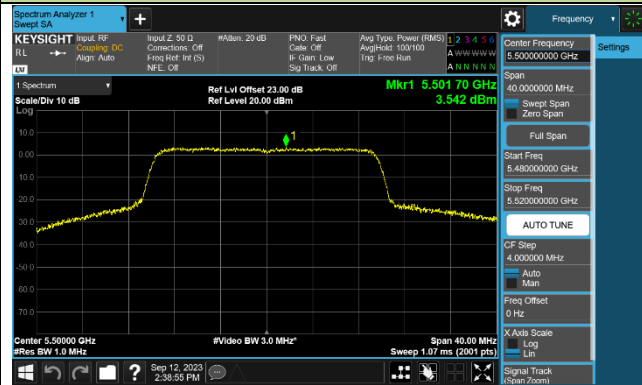 Spectrum Analyzer 1
Swept SA
Frequency
KEYSIGHT
RL
LXI
Input: RF
Coupling: DC
Align: Auto
Input Z: 50 Ω
Corrections: Off
Freq Ref: Int (S)
NFE: Off
#Atten: 20 dB
PNO: Fast
Gate: Off
IF Gain: Low
Sig Track: Off
Avg Type: Power (RMS)
Avg|Hold: 100/100
Trig: Free Run
1 2 3 4 5 6
A W W W W W
A N N N N N
1 Spectrum
Scale/Div 10 dB
Log
Ref Lvl Offset 23.00 dB
Ref Level 20.00 dBm
Mkr1 5.501 70 GHz
3.542 dBm
1
10.0
0.00
-10.0
-20.0
-30.0
-40.0
-50.0
-60.0
-70.0
Center 5.50000 GHz
#Res BW 1.0 MHz
#Video BW 3.0 MHz*
Span 40.00 MHz
Sweep 1.07 ms (2001 pts)
Sep 12, 2023
2:38:55 PM
?
Center Frequency
5.500000000 GHz
Settings
Span
40.0000000 MHz
Swept Span
Zero Span
Full Span
Start Freq
5.480000000 GHz
Stop Freq
5.520000000 GHz
AUTO TUNE
CF Step
4.000000 MHz
Auto
Man
Freq Offset
0 Hz
X Axis Scale
Log
Lin
Signal Track
(Span Zoom)